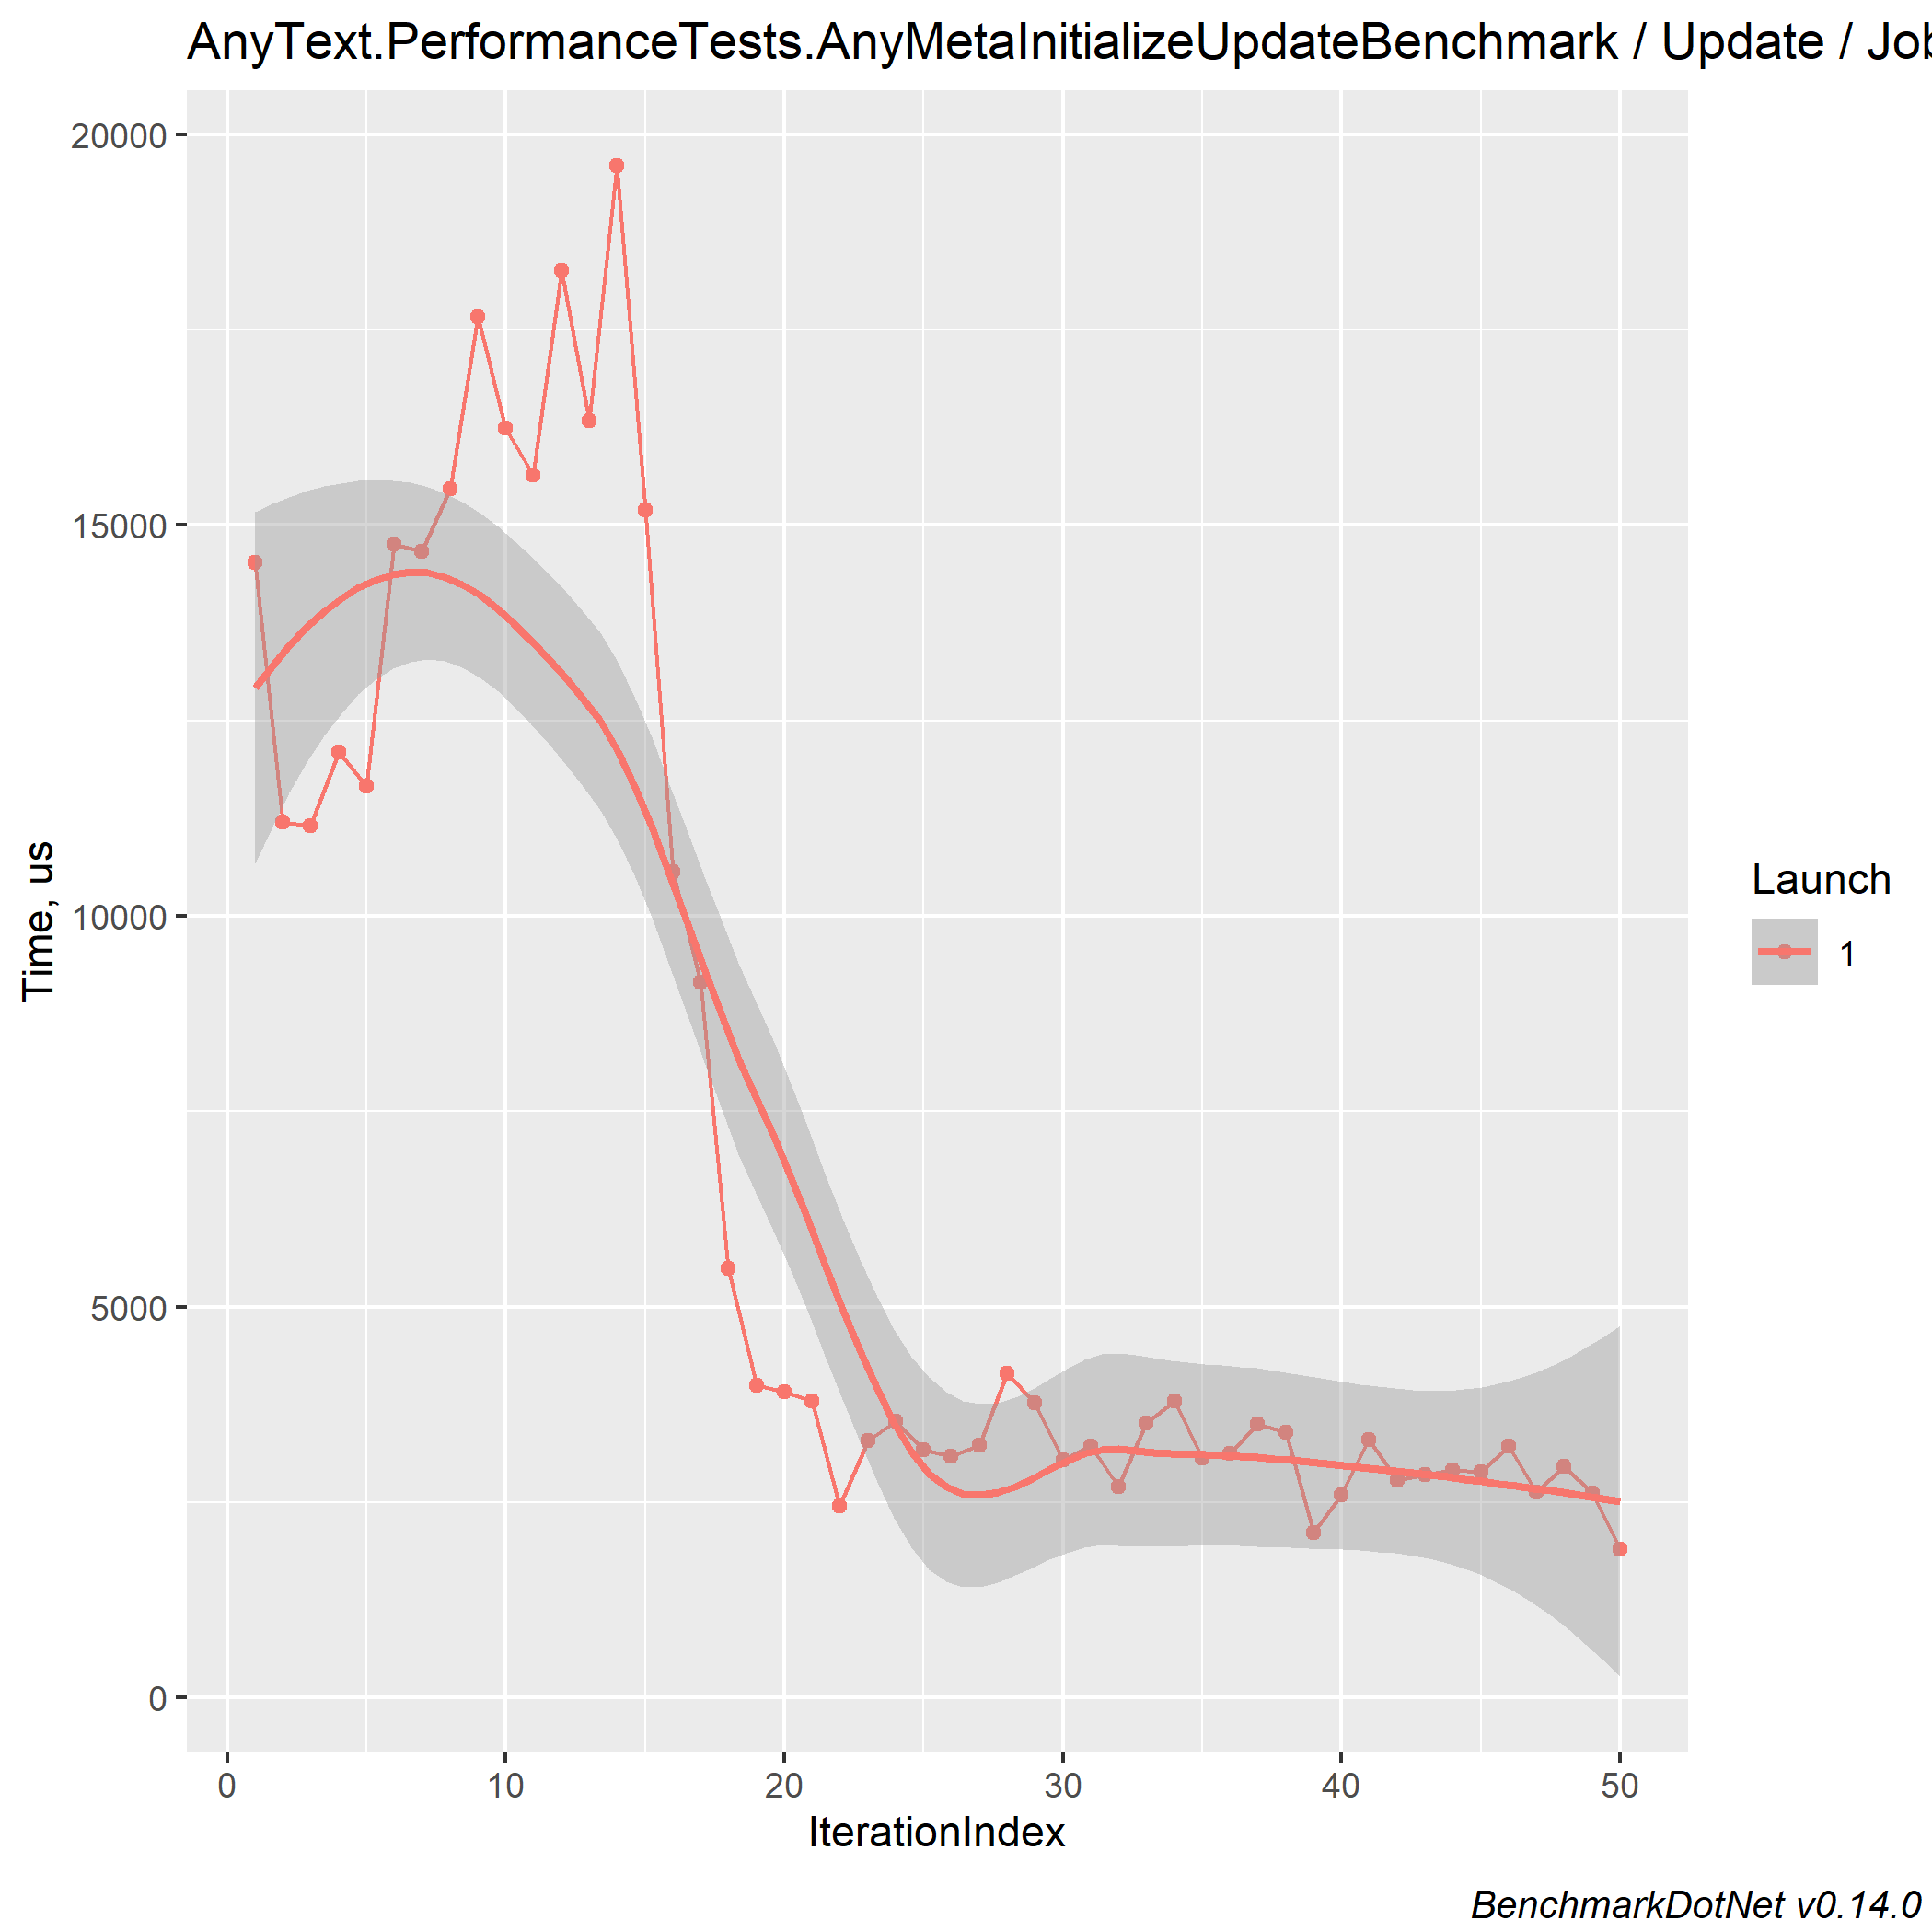 AnyText.PerformanceTests.AnyMetaInitializeUpdateBenchmark / Update / Job
20000
15000
10000
5000
0
Time, us
0 10 20 30 40 50
IterationIndex
Launch
1
BenchmarkDotNet v0.14.0